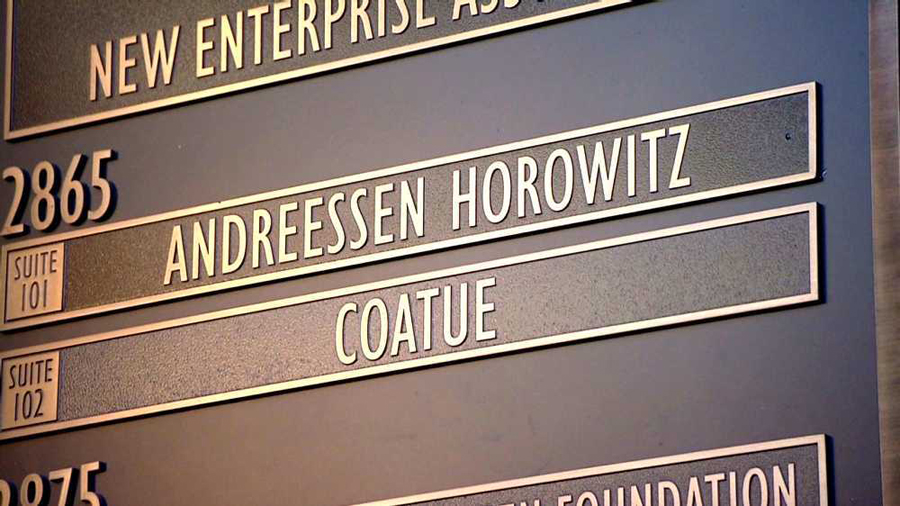 NEW ENTERPRISE
2865
SUITE 101
ANDREESSEN HOROWITZ
SUITE 102
COATUE
2875
FOUNDATION